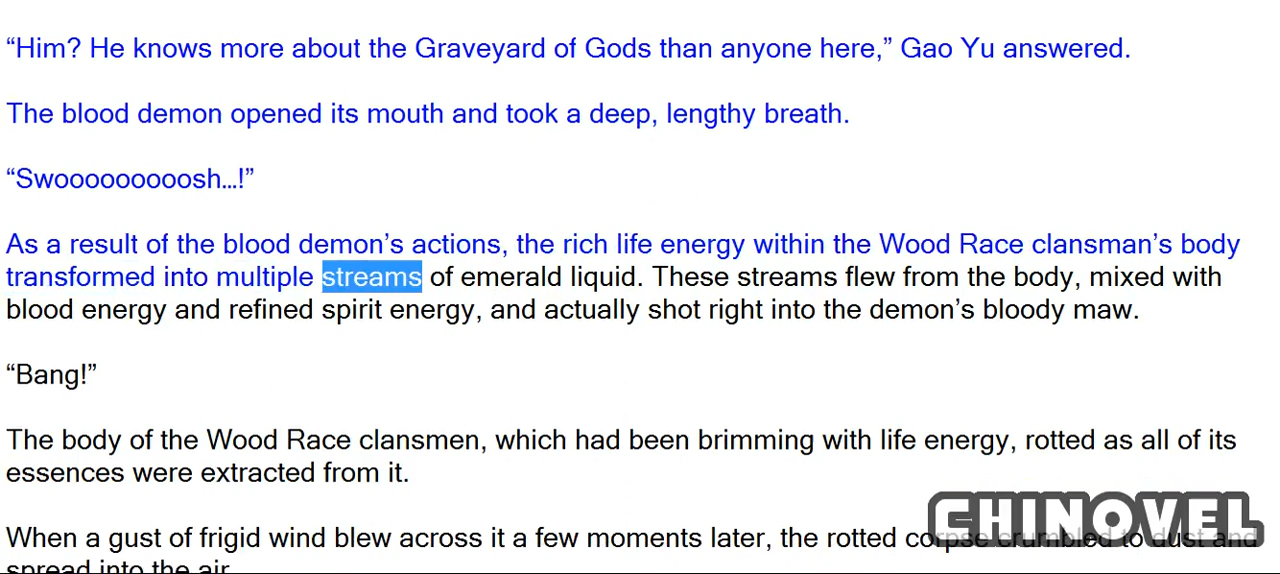 “Him? He knows more about the Graveyard of Gods than anyone here,” Gao Yu answered.
The blood demon opened its mouth and took a deep, lengthy breath.
“Swooooooooosh…!”
As a result of the blood demon’s actions, the rich life energy within the Wood Race clansman’s body
transformed into multiple streams of emerald liquid. These streams flew from the body, mixed with
blood energy and refined spirit energy, and actually shot right into the demon’s bloody maw.
“Bang!”
The body of the Wood Race clansmen, which had been brimming with life energy, rotted as all of its
essences were extracted from it.
When a gust of frigid wind blew across it a few moments later, the rotted corpse crumbled to dust and
spread into the air.
CHINOVEL